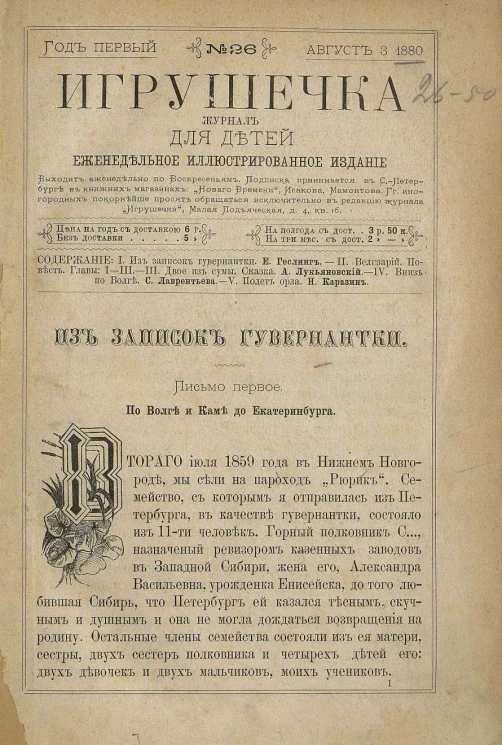 Годъ первый №26 Августъ 3 1880
26-50
ИГРУШЕЧКА
ЖУРНАЛЪ
ДЛЯ ДѢТЕЙ
ЕЖЕНЕДѢЛЬНОЕ ИЛЛЮСТРИРОВАННОЕ ИЗДАНІЕ
Выходитъ еженедѣльно по Воскресеньямъ. Подписка принимается въ С.-Петер-
бургѣ въ книжныхъ магазинахъ: „Новаго Времени", Исакова, Мамонтова. Гг. ино-
городныхъ покорнѣйше просятъ обращаться исключительно въ редакцію журнала
„Игрушечка", Малая Подъяческая, д. 4, кв. 16.
Цѣна на годъ съ доставкою 6 р.
Безъ доставки . . . . . 5 »
На полгода съ дост. . 3 р. 50 к.
На три мѣс. съ дост. 2 » — »
СОДЕРЖАНІЕ: I. Изъ записокъ гувернантки. Е. Геслингъ. — II. Велизарій. По-
вѣсть. Главы: I—III.—III. Двое изъ сумы. Сказка. А. Лукьяновскій.—IV. Внизъ
по Волгѣ. С. Лаврентьева.—V. Полетъ орла. Н. Каразинъ.
ИЗЪ ЗАПИСОКЪ ГУВЕРНАНТКИ.
Письмо первое.
По Волгѣ и Камѣ до Екатеринбурга.
ВТОРАГО іюля 1859 года въ Нижнемъ Новго-
родѣ, мы сѣли на пароходъ „Рюрикъ". Се-
мейство, съ которымъ я отправилась изъ Пе-
тербурга, въ качествѣ гувернантки, состояло
изъ 11-ти человѣкъ. Горный полковникъ С...,
назначеный ревизоромъ казенныхъ заводовъ
въ Западной Сибири, жена его, Александра
Васильевна, урожденка Енисейска, до того лю-
бившая Сибирь, что Петербургъ ей казался тѣснымъ, скуч-
нымъ и душнымъ и она не могла дождаться возвращенія на
родину. Остальные члены семейства состояли изъ ея матери,
сестры, двухъ сестеръ полковника и четырехъ дѣтей его:
двухъ дѣвочекъ и двухъ мальчиковъ, моихъ учениковъ.
1